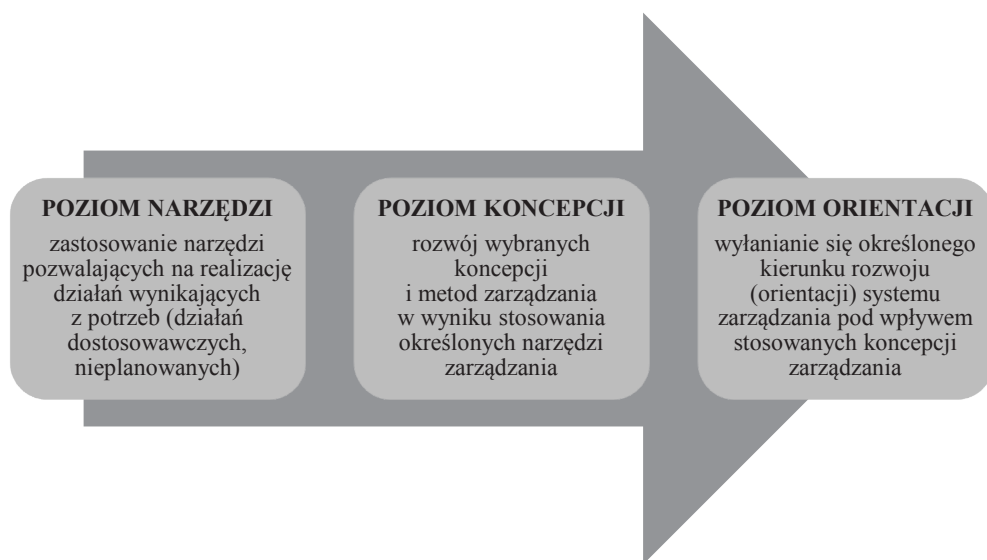 POZIOM NARZĘDZI
zastosowanie narzędzi
pozwalających na realizację
działań wynikających
z potrzeb (działań
dostosowawczych,
nieplanowanych)
POZIOM KONCEPCJI
rozwój wybranych
koncepcji
i metod zarządzania
w wyniku stosowania
określonych narzędzi
zarządzania
POZIOM ORIENTACJI
wyłanianie się określonego
kierunku rozwoju
(orientacji) systemu
zarządzania pod wpływem
stosowanych koncepcji
zarządzania